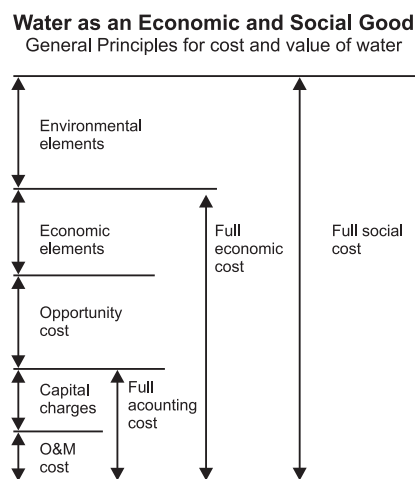 Water as an Economic and Social Good
General Principles for cost and value of water
Environmental
elements
Economic
elements
Opportunity
cost
Capital
charges
O&M
cost
Full
acounting
cost
Full
economic
cost
Full social
cost